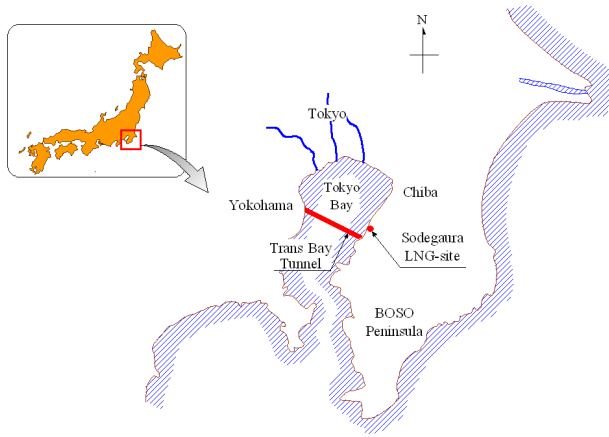 N
Tokyo
Tokyo
Bay
Chiba
Yokohama
Trans Bay
Tunnel
Sodegaura
LNG-site
BOSO
Peninsula